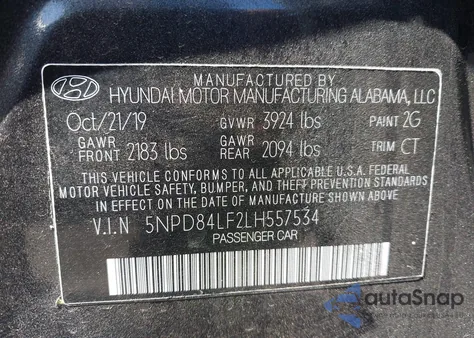 MANUFACTURED BY
HYUNDAI MOTOR MANUFACTURING ALABAMA, LLC
Oct/21/19 GVWR 3924 lbs PAINT 2G
GAWR FRONT 2183 lbs GAWR REAR 2094 lbs TRIM CT
THIS VEHICLE CONFORMS TO ALL APPLICABLE U.S.A. FEDERAL
MOTOR VEHICLE SAFETY, BUMPER, AND THEFT PREVENTION STANDARDS
IN EFFECT ON THE DATE OF MANUFACTURE SHOWN ABOVE.
V.I.N 5NPD84LF2LH557534
PASSENGER CAR
autaSnap